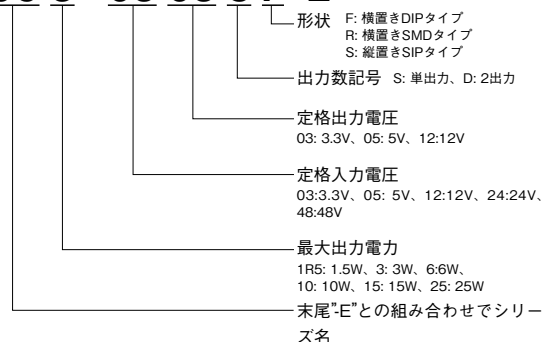 形状 F: 横置きDIPタイプ
R: 横置きSMDタイプ
S: 縦置きSIPタイプ
出力数記号 S: 単出力、D: 2出力
定格出力電圧
03: 3.3V、05: 5V、12:12V
定格入力電圧
03:3.3V、05: 5V、12:12V、24:24V、
48:48V
最大出力電力
1R5: 1.5W、3: 3W、6:6W、
10: 10W、15: 15W、25: 25W
末尾"-E"との組み合わせでシリー
ズ名